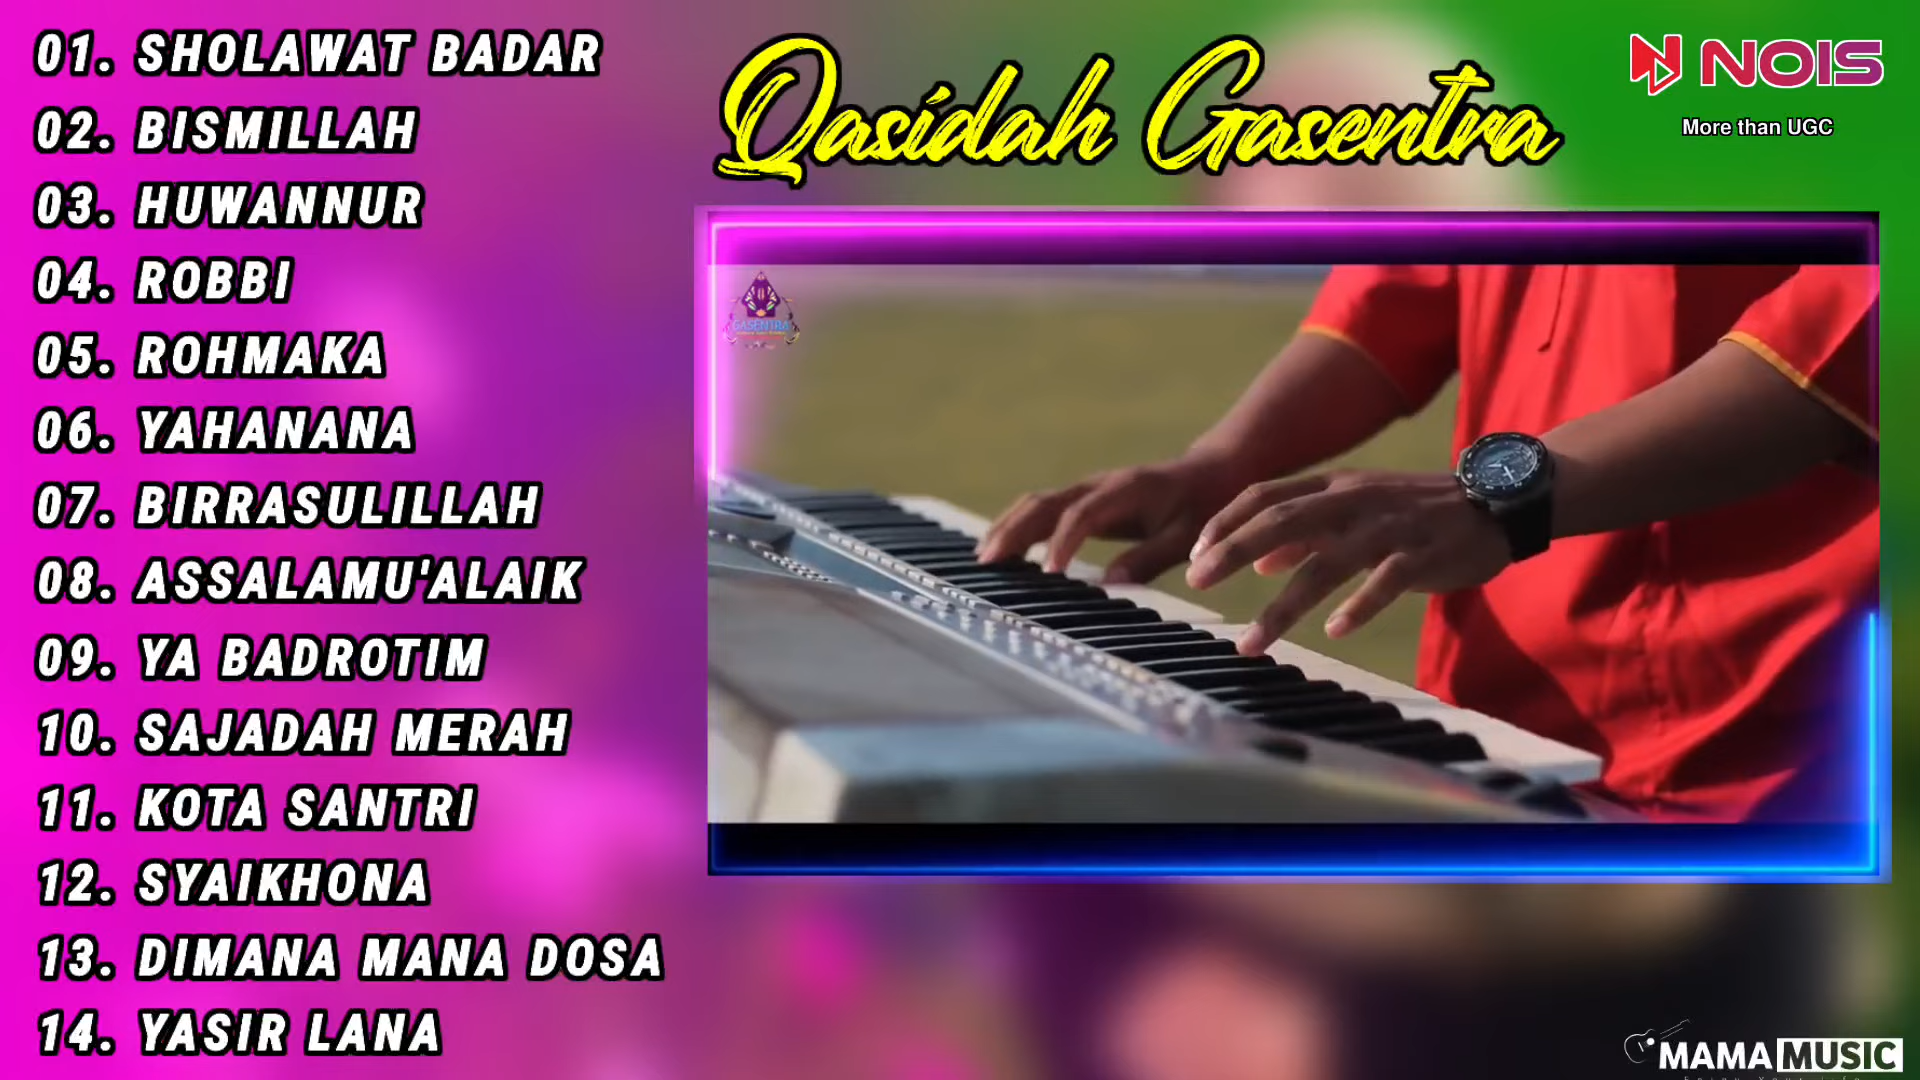 01. SHOLAWAT BADAR
02. BISMILLAH
03. HUWANNUR
04. ROBBI
05. ROHMAKA
06. YAHANANA
07. BIRRASULILLAH
08. ASSALAMU'ALAIK
09. YA BADROTIM
10. SAJADAH MERAH
11. KOTA SANTRI
12. SYAIKHONA
13. DIMANA MANA DOSA
14. YASIR LANA
Qasidah Gasentra
NOIS
More than UGC
GASENTRA
MAMA MUSIC